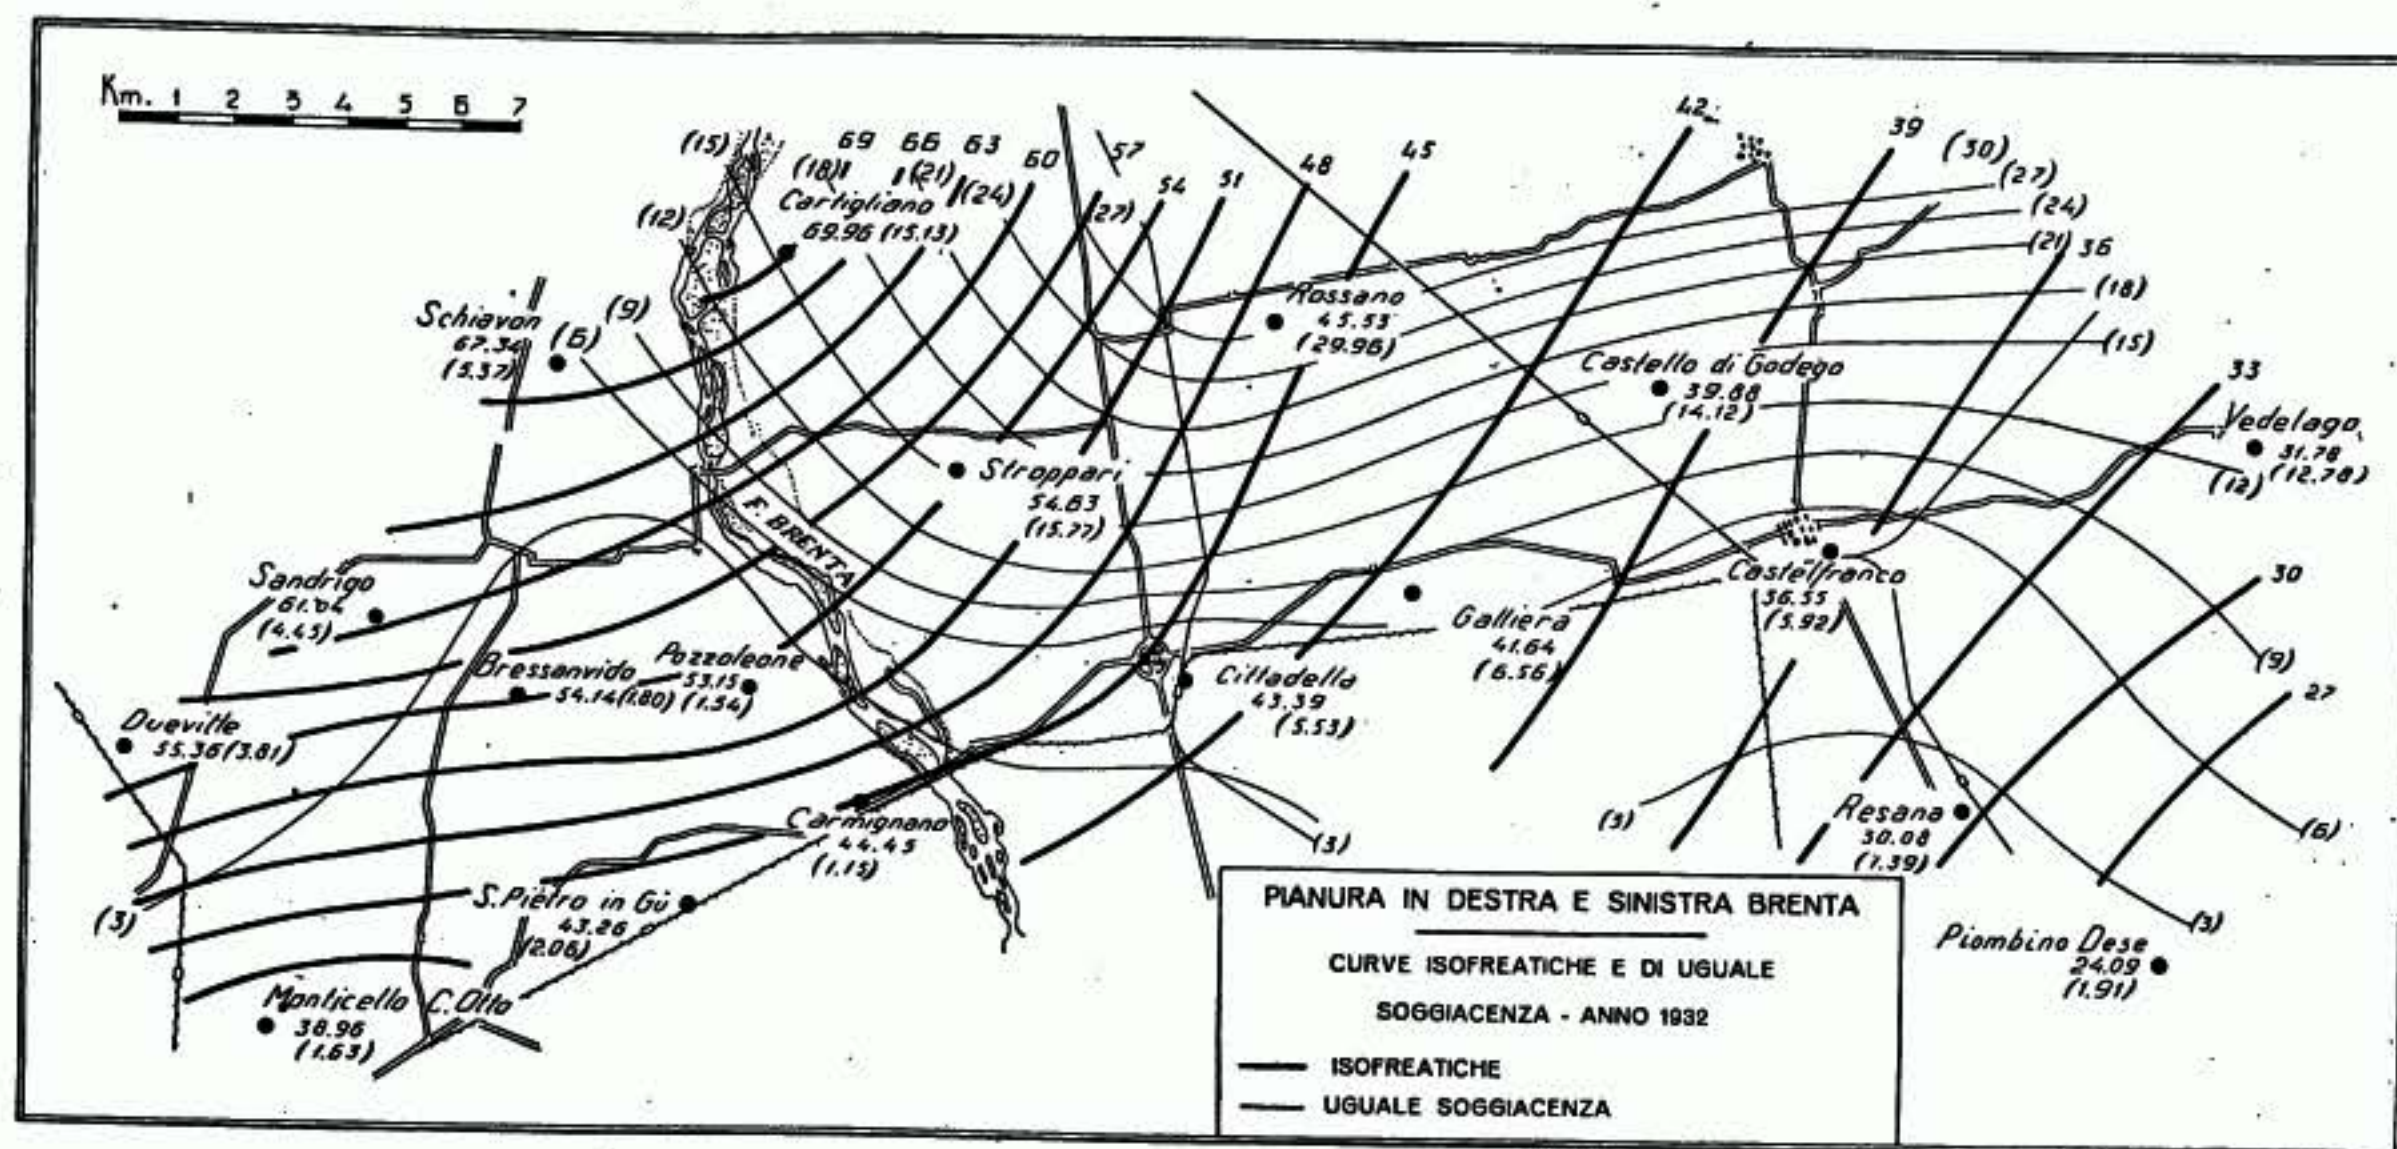 Km. 1 2 3 4 5 6 7
(15) 69 66 63 60 57 54 51 48 45 42 39 (30)
(18) (21) (24) (27) (27)
(12) (24)
Cartigliano
69.96 (15.13)
(21) 36
(18)
(15)
Schiavon (6) (9)
67.34
(5.37)
Rossano
45.53
(29.96)
Castello di Godego
39.88
(14.12)
33
Vedelago
31.78
(12) (12.78)
Stroppari
54.63
(15.77)
F. BRENTA
Sandrigo
61.04
(4.45)
Castelfranco
36.55
(5.92)
30
Galliera
41.64
(6.56)
(9)
Bressanvido
54.14 (1.80)
Pozzoleone
53.15
(1.54)
Cittadella
43.39
(5.53)
27
Dueville
55.36 (3.81)
Carmignano
44.45
(1.15)
(3)
(3)
Resana
30.08
(1.39)
(6)
(3)
S. Pietro in Gù
43.26
(2.06)
(3)
Piombino Dese
24.09
(1.91)
Monticello C. Otto
38.96
(1.63)
PIANURA IN DESTRA E SINISTRA BRENTA
CURVE ISOFREATICHE E DI UGUALE
SOGGIACENZA - ANNO 1932
ISOFREATICHE
UGUALE SOGGIACENZA